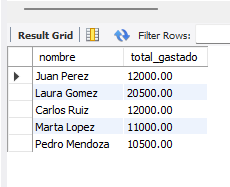 Result Grid Filter Rows:
nombre total_gastado
Juan Perez 12000.00
Laura Gomez 20500.00
Carlos Ruiz 12000.00
Marta Lopez 11000.00
Pedro Mendoza 10500.00